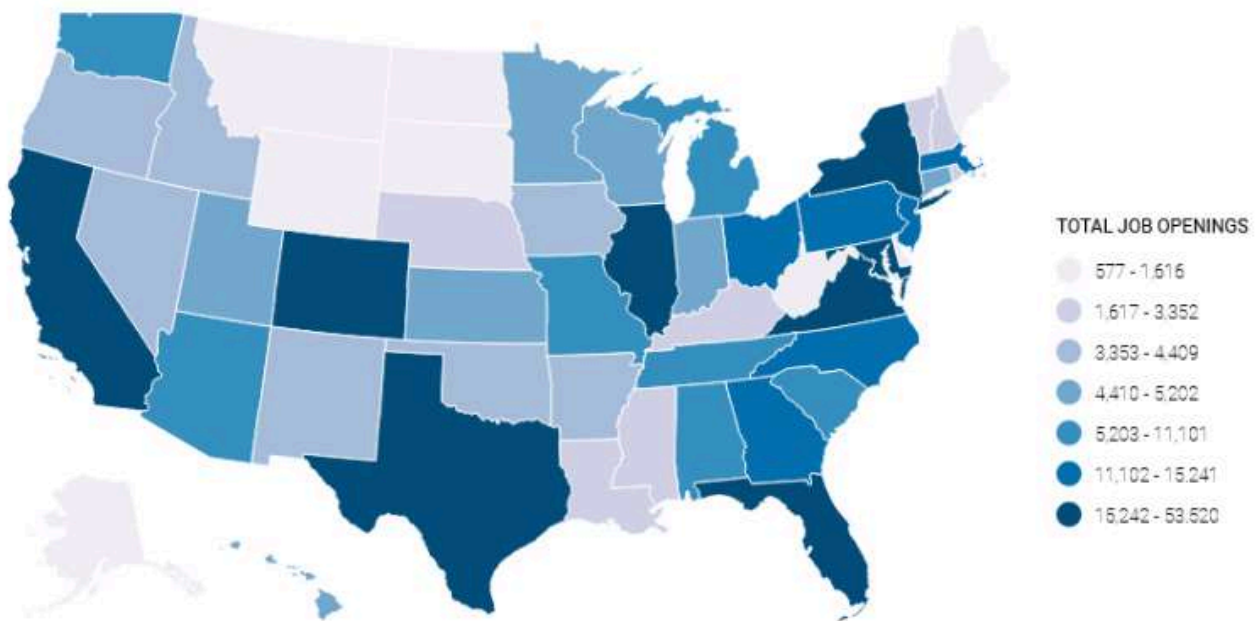 TOTAL JOB OPENINGS
577 - 1,616
1,617 - 3,352
3,353 - 4,409
4,410 - 5,202
5,203 - 11,101
11,102 - 15,241
15,242 - 53.520